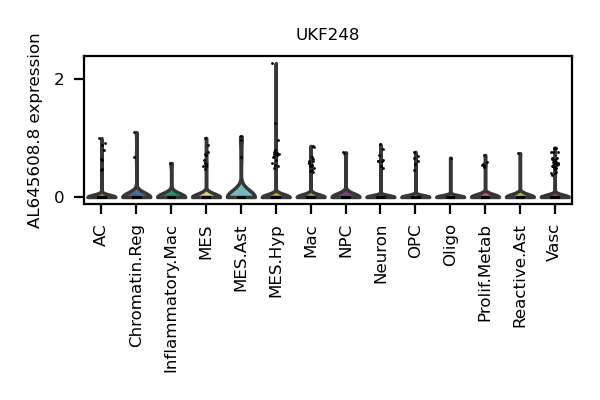 UKF248
AL645608.8 expression
2
0
AC
Chromatin.Reg
Inflammatory.Mac
MES
MES.Ast
MES.Hyp
Mac
NPC
Neuron
OPC
Oligo
Prolif.Metab
Reactive.Ast
Vasc